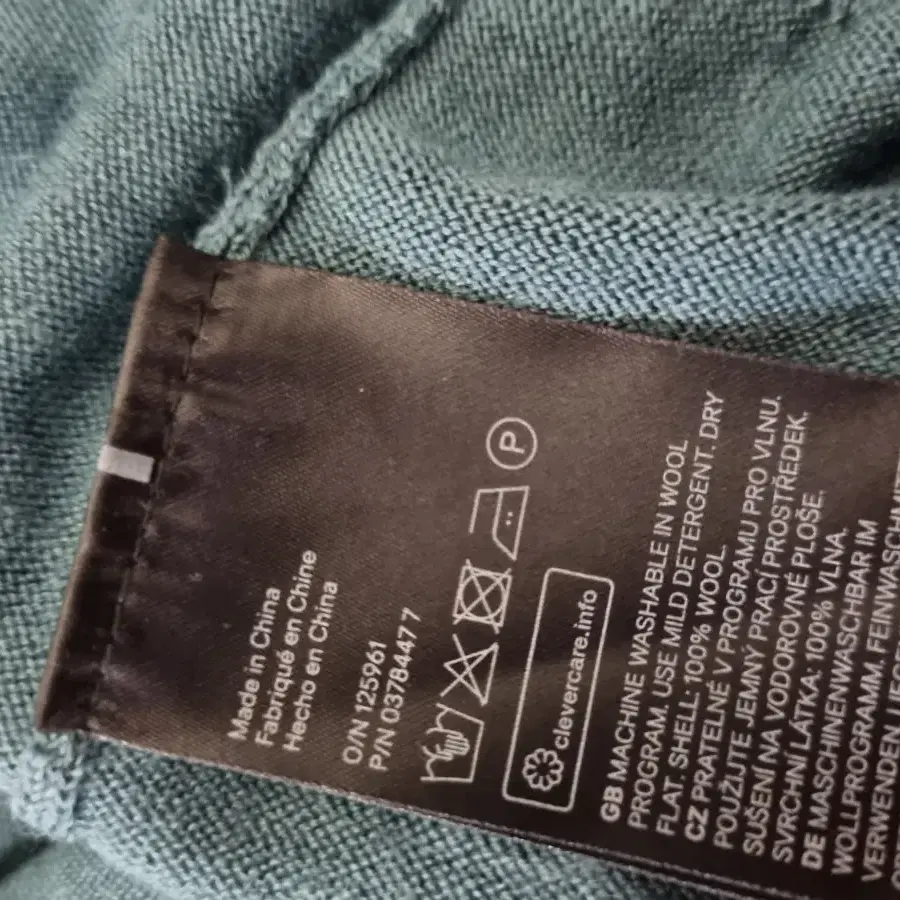 Made in China
Fabriqué en Chine
Hecho en China
O/N 125961
P/N 0378447 7
P
clevercare.info
GB MACHINE WASHABLE IN WOOL
PROGRAM. USE MILD DETERGENT. DRY
FLAT. SHELL: 100% WOOL.
CZ PRATELNÉ V PROGRAMU PRO VLNU.
POUŽIJTE JEMNÝ PRACÍ PROSTŘEDEK.
SUŠENÍ NA VODOROVNÉ PLOŠE.
SVRCHNÍ LÁTKA: 100% VLNA.
DE MASCHINENWASCHBAR IM
WOLLPROGRAMM. FEINWASCHMIT
VERWENDEN